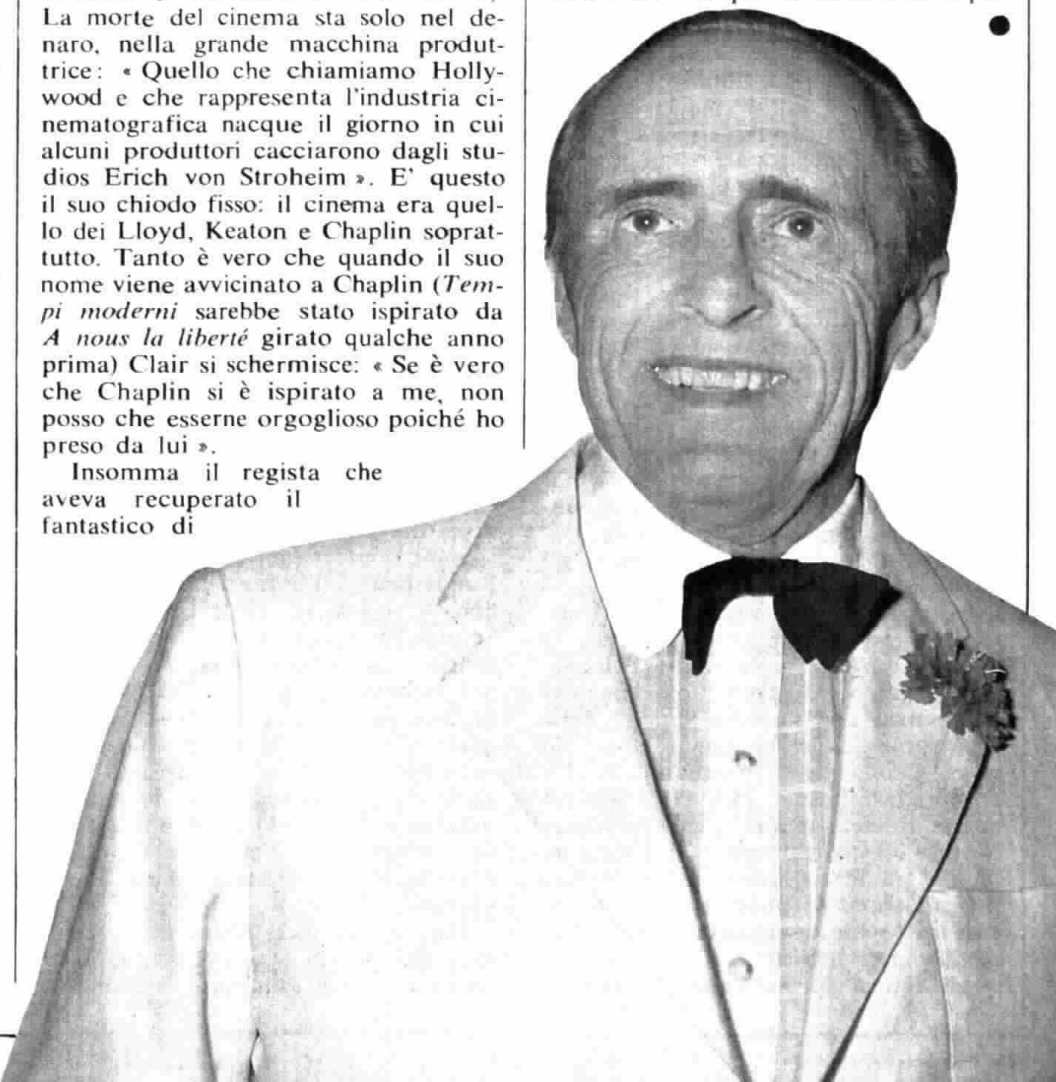 La morte del cinema sta solo nel de-
naro, nella grande macchina produt-
trice: « Quello che chiamiamo Holly-
wood e che rappresenta l'industria ci-
nematografica nacque il giorno in cui
alcuni produttori cacciarono dagli stu-
dios Erich von Stroheim ». E' questo
il suo chiodo fisso: il cinema era quel-
lo dei Lloyd, Keaton e Chaplin soprat-
tutto. Tanto è vero che quando il suo
nome viene avvicinato a Chaplin (Tem-
pi moderni sarebbe stato ispirato da
A nous la liberté girato qualche anno
prima) Clair si schermisce: « Se è vero
che Chaplin si è ispirato a me, non
posso che esserne orgoglioso poiché ho
preso da lui ».
Insomma il regista che
aveva recuperato il
fantastico di